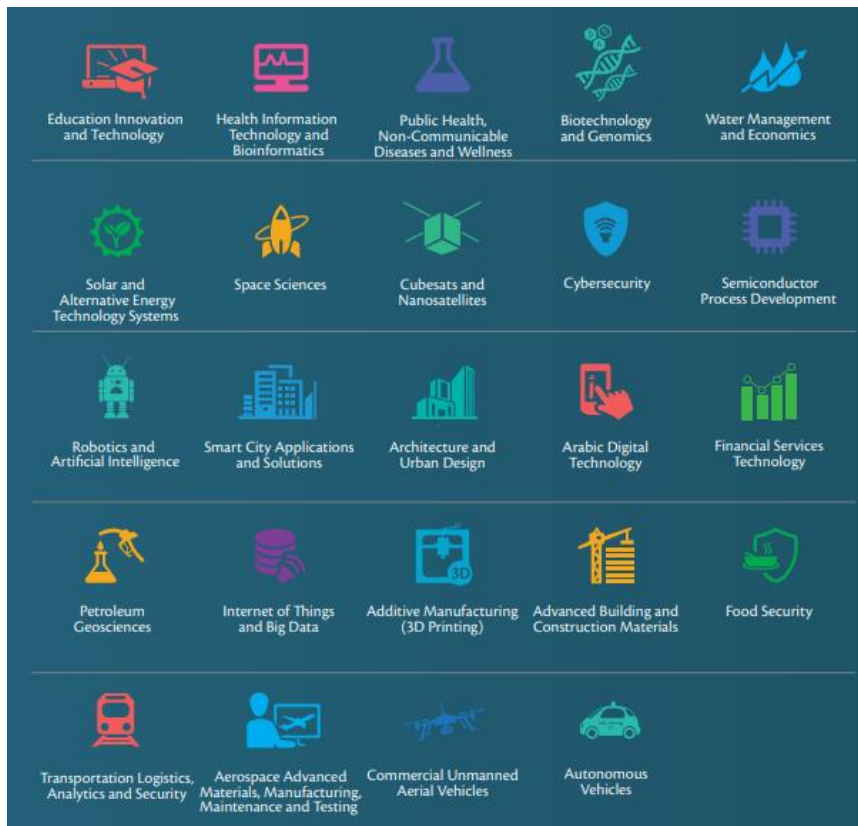 Education Innovation
and Technology
Health Information
Technology and
Bioinformatics
Public Health,
Non-Communicable
Diseases and Wellness
Biotechnology
and Genomics
Water Management
and Economics
Solar and
Alternative Energy
Technology Systems
Space Sciences
Cubesats and
Nanosatellites
Cybersecurity
Semiconductor
Process Development
Robotics and
Artificial Intelligence
Smart City Applications
and Solutions
Architecture and
Urban Design
Arabic Digital
Technology
Financial Services
Technology
Petroleum
Geosciences
Internet of Things
and Big Data
3D
Additive Manufacturing
(3D Printing)
Advanced Building and
Construction Materials
Food Security
Transportation Logistics,
Analytics and Security
Aerospace Advanced
Materials, Manufacturing,
Maintenance and Testing
Commercial Unmanned
Aerial Vehicles
Autonomous
Vehicles